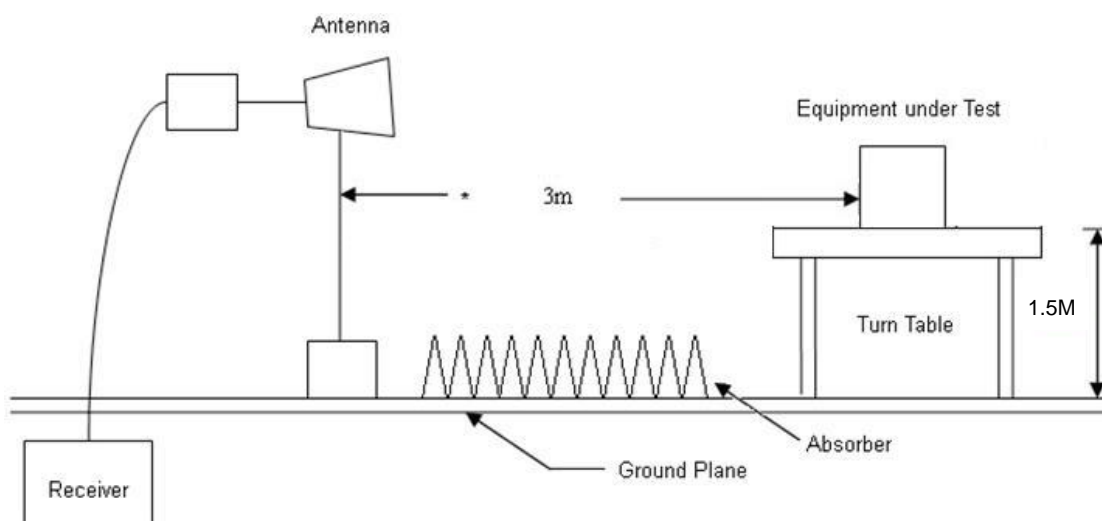 Antenna
Equipment under Test
* 3m
1.5M
Turn Table
Absorber
Ground Plane
Receiver